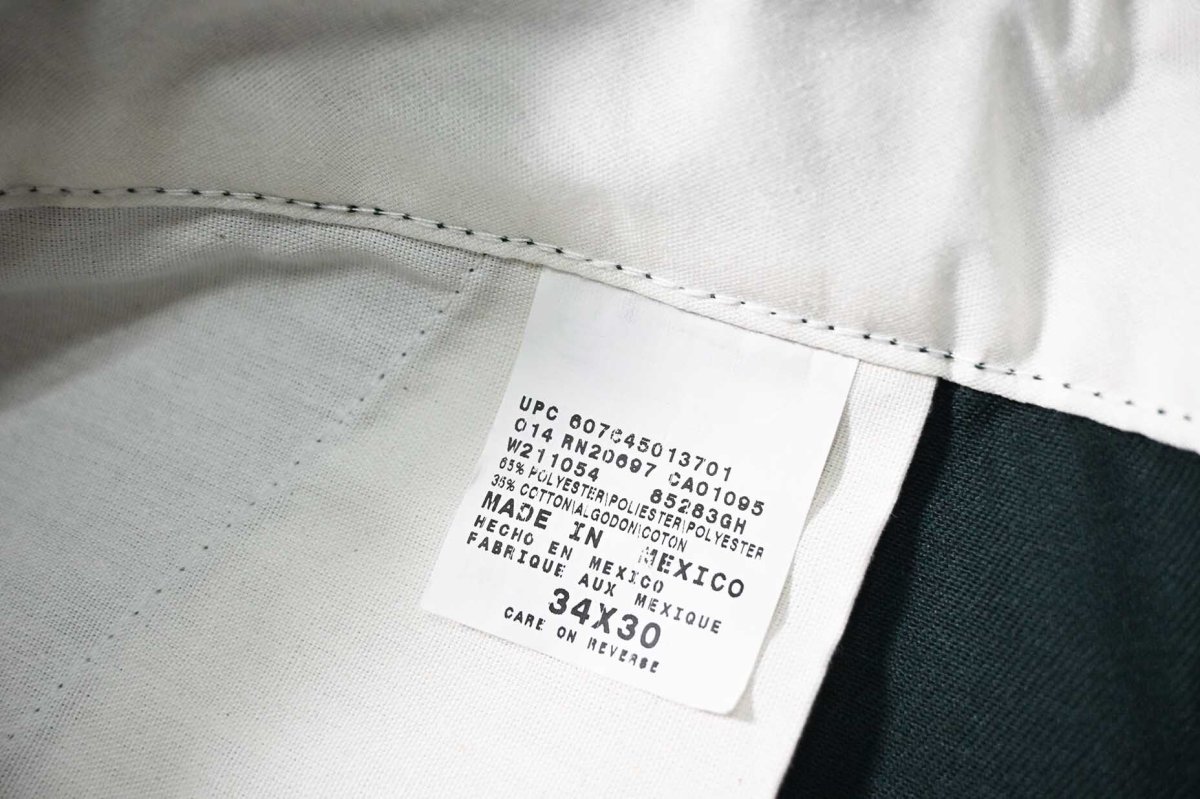 UPC 607645013701
014 RN20697 CA01095
W211054 85283GH
65% POLYESTER\POLIESTER\POLYESTER
35% COTTON\ALGODON\COTON
MADE IN MEXICO
HECHO EN MEXICO
FABRIQUE AUX MEXIQUE
34X30
CARE ON REVERSE